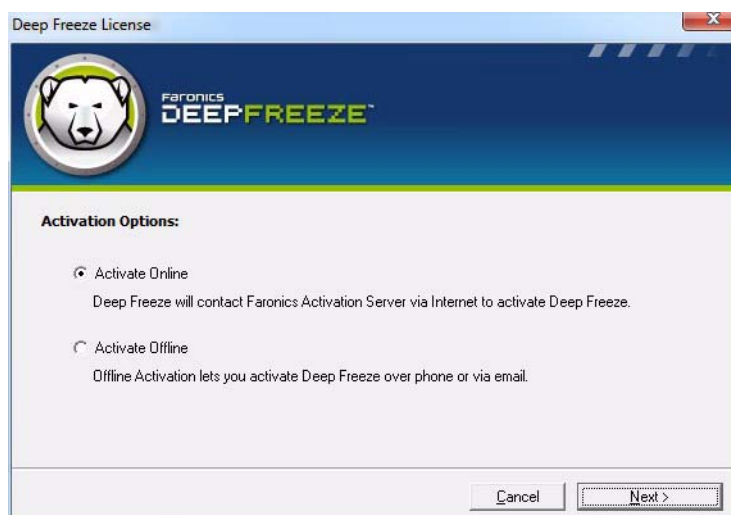 Deep Freeze License
Faronics
DEEPFREEZE™
Activation Options:
Activate Online
Deep Freeze will contact Faronics Activation Server via Internet to activate Deep Freeze.
Activate Offline
Offline Activation lets you activate Deep Freeze over phone or via email.
Cancel Next >